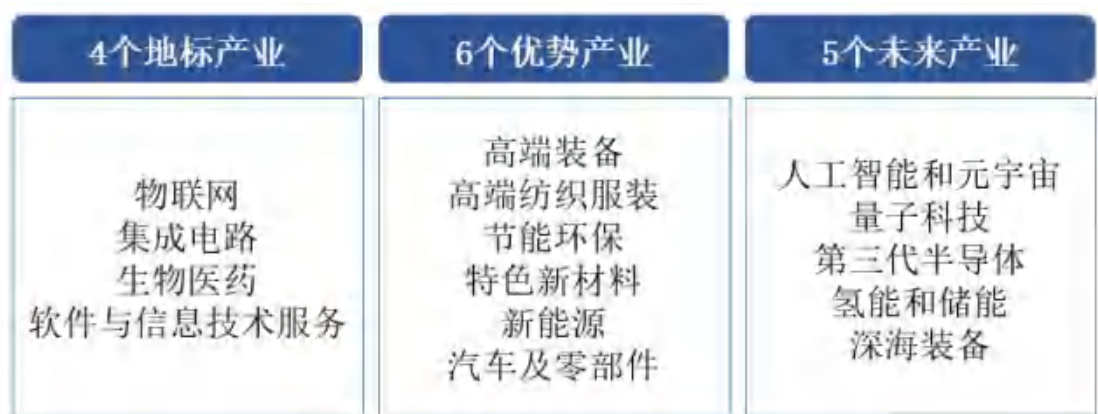 4个地标产业
物联网
集成电路
生物医药
软件与信息技术服务
6个优势产业
高端装备
高端纺织服装
节能环保
特色新材料
新能源
汽车及零部件
5个未来产业
人工智能和元宇宙
量子科技
第三代半导体
氢能和储能
深海装备